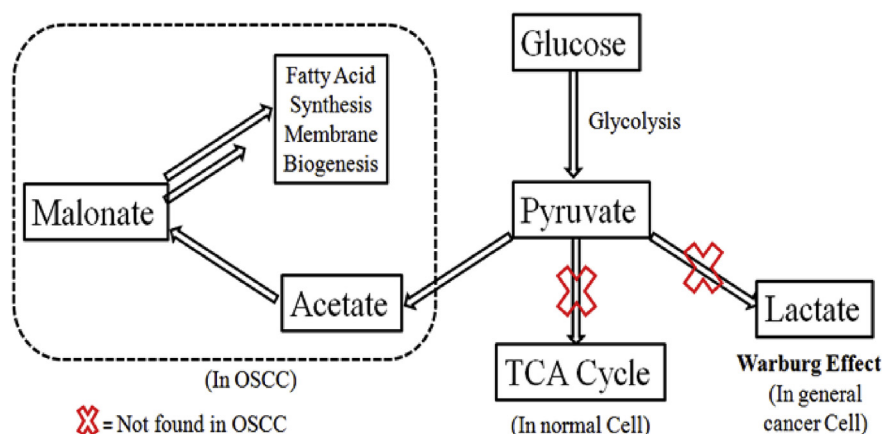 Glucose
Glycolysis
Pyruvate
Fatty Acid
Synthesis
Membrane
Biogenesis
Malonate
Acetate
(In OSCC)
TCA Cycle
(In normal Cell)
Lactate
Warburg Effect
(In general
cancer Cell)
= Not found in OSCC